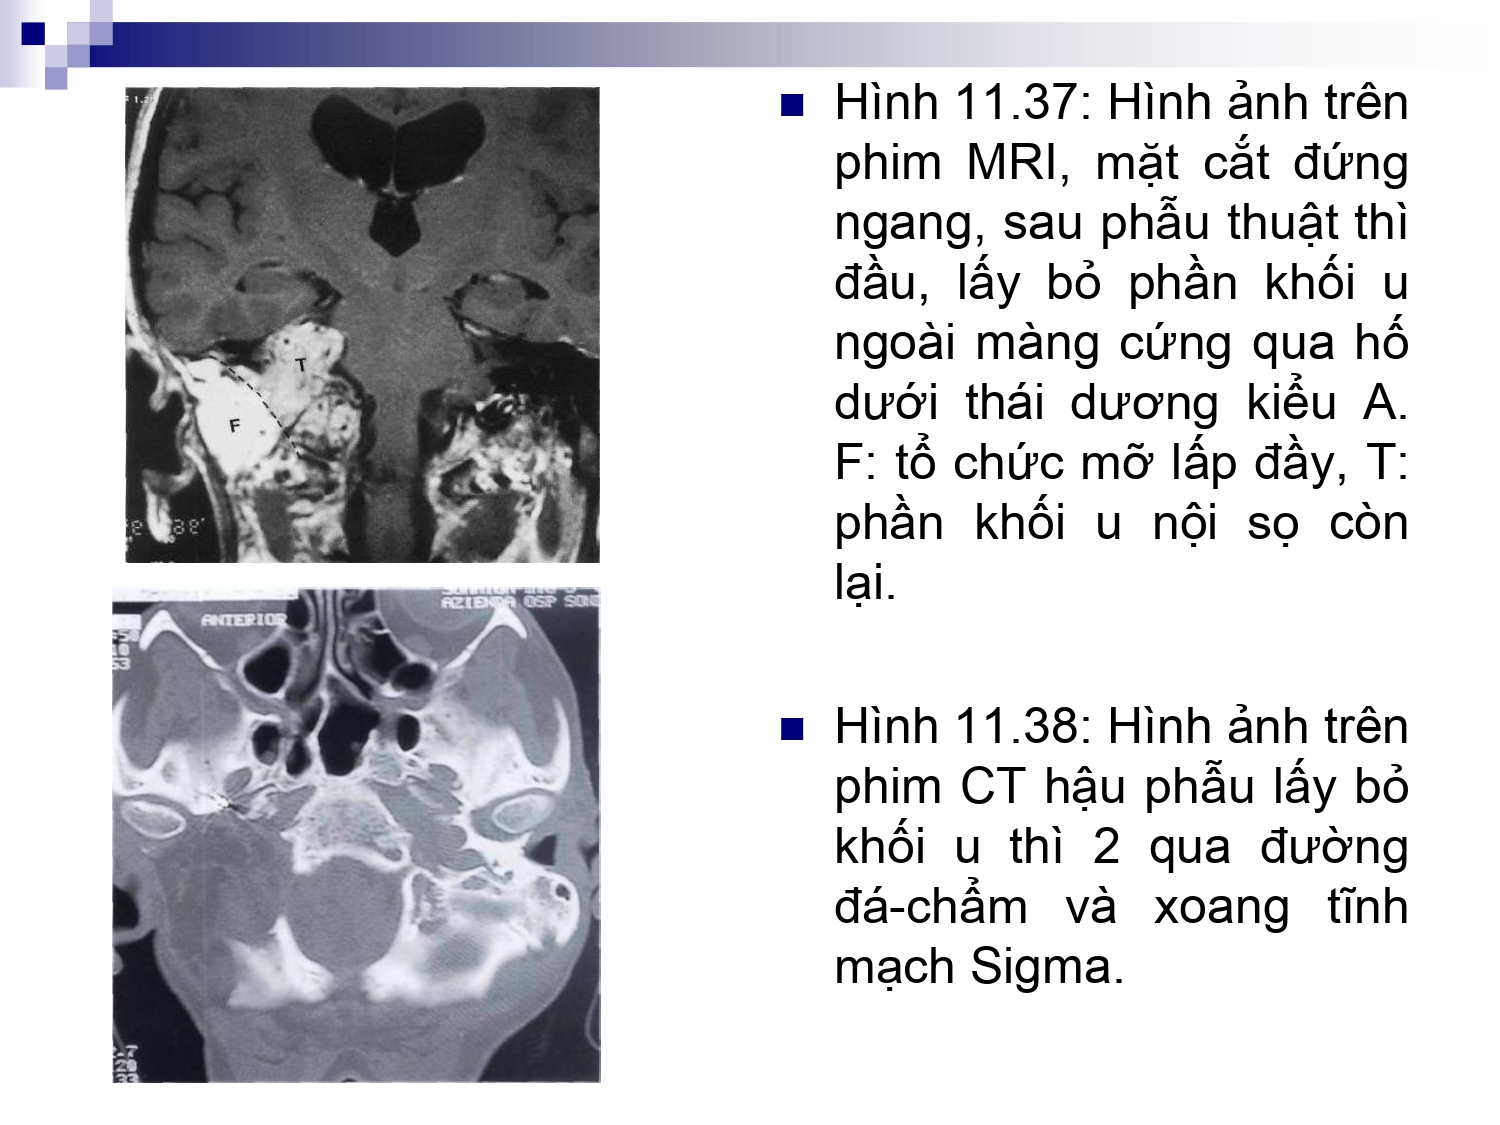 Hình 11.37: Hình ảnh trên
phim MRI, mặt cắt đứng
ngang, sau phẫu thuật thì
đầu, lấy bỏ phần khối u
ngoài màng cứng qua hố
dưới thái dương kiểu A.
F: tổ chức mỡ lấp đầy, T:
phần khối u nội sọ còn
lại.
T
F
Hình 11.38: Hình ảnh trên
phim CT hậu phẫu lấy bỏ
khối u thì 2 qua đường
đá-chẩm và xoang tĩnh
mạch Sigma.
AZIENDA OSP
ANTERIOR